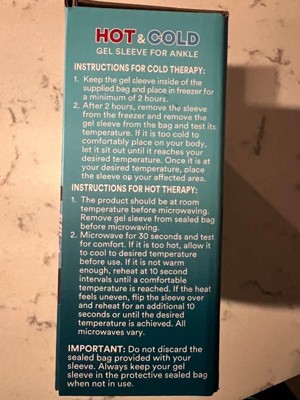 HOT & COLD
GEL SLEEVE FOR ANKLE
INSTRUCTIONS FOR COLD THERAPY:
1. Keep the gel sleeve inside of the
supplied bag and place in freezer for
a minimum of 2 hours.
2. After 2 hours, remove the sleeve
from the freezer and remove the
gel sleeve from the bag and test its
temperature. If it is too cold to
comfortably place on your body,
let it sit out until it reaches your
desired temperature. Once it is at
your desired temperature, place
the sleeve on your affected area.
INSTRUCTIONS FOR HOT THERAPY:
1. The product should be at room
temperature before microwaving.
Remove gel sleeve from sealed bag
before microwaving.
2. Microwave for 30 seconds and test
for comfort. If it is too hot, allow it
to cool to desired temperature
before use. If it is not warm
enough, reheat at 10 second
intervals until a comfortable
temperature is reached. If the heat
feels uneven, flip the sleeve over
and reheat for an additional 10
seconds or until the desired
temperature is achieved. All
microwaves vary.
IMPORTANT: Do not discard the
sealed bag provided with your
sleeve. Always keep your gel
sleeve in the protective sealed bag
when not in use.